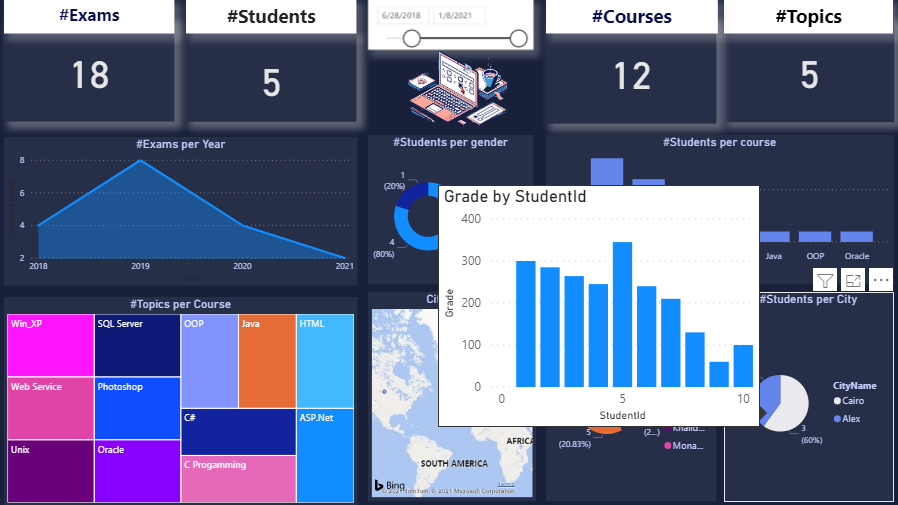 #Exams
#Students
6/28/2018
1/8/2021
#Courses
#Topics
18
5
12
5
#Exams per Year
8
6
4
2
2018
2019
2020
2021
#Students per gender
1
(20%)
4
(80%)
#Students per course
Java
OOP
Oracle
Grade by StudentId
400
300
200
100
0
Grade
0
5
10
StudentId
#Topics per Course
Win_XP
SQL Server
OOP
Java
HTML
Web Service
Photoshop
C#
ASP.Net
Unix
Oracle
C Progamming
AFRICA
SOUTH AMERICA
Bing
© 2021 TomTom, © 2021 Microsoft Corporation
Terms
5
(20.83%)
(2...)
Khalid...
Mona...
#Students per City
CityName
Cairo
Alex
3
(60%)